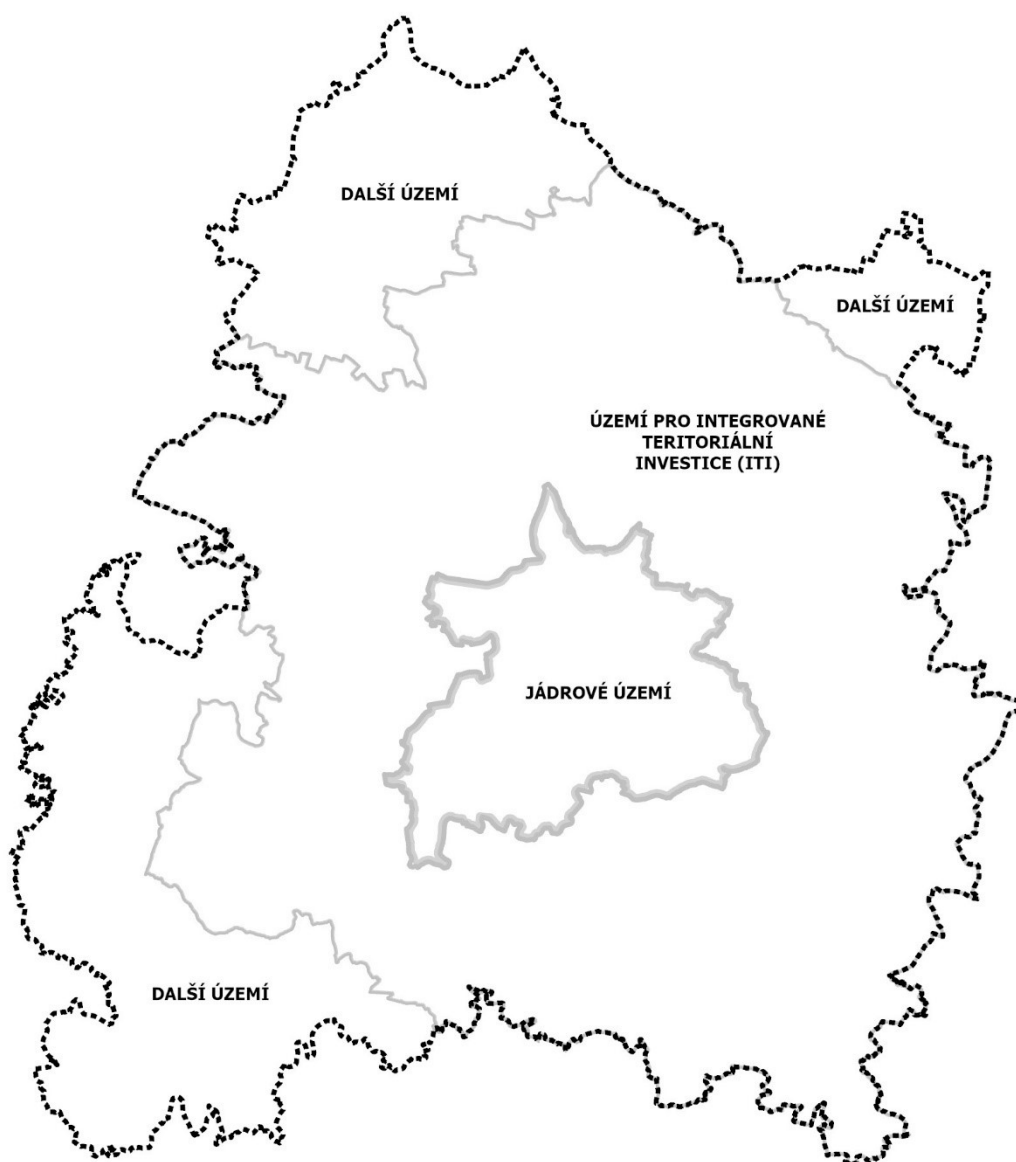 DALŠÍ ÚZEMÍ
DALŠÍ ÚZEMÍ
ÚZEMÍ PRO INTEGROVANÉ
TERITORIÁLNÍ
INVESTICE (ITI)
JÁDROVÉ ÚZEMÍ
DALŠÍ ÚZEMÍ